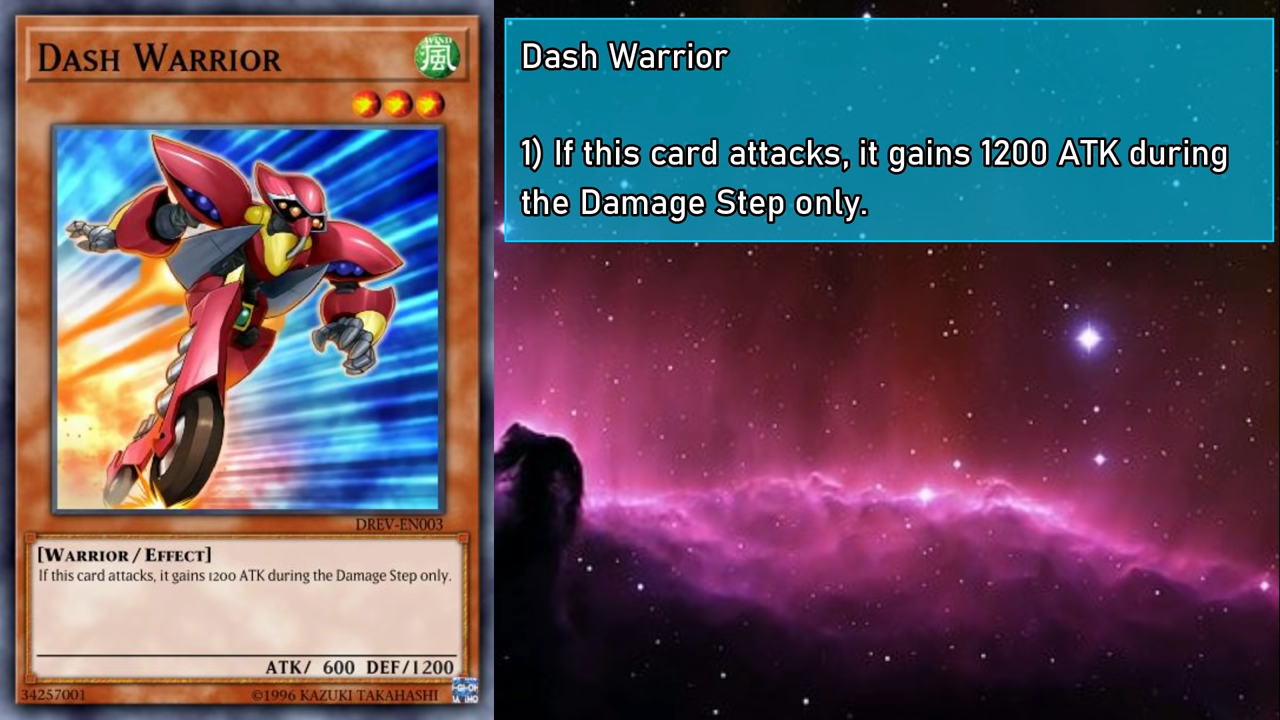 DASH WARRIOR
WIND
風
DREV-EN003
[WARRIOR / EFFECT]
If this card attacks, it gains 1200 ATK during the Damage Step only.
ATK/ 600 DEF/1200
34257001
©1996 KAZUKI TAKAHASHI
Dash Warrior
1) If this card attacks, it gains 1200 ATK during
the Damage Step only.